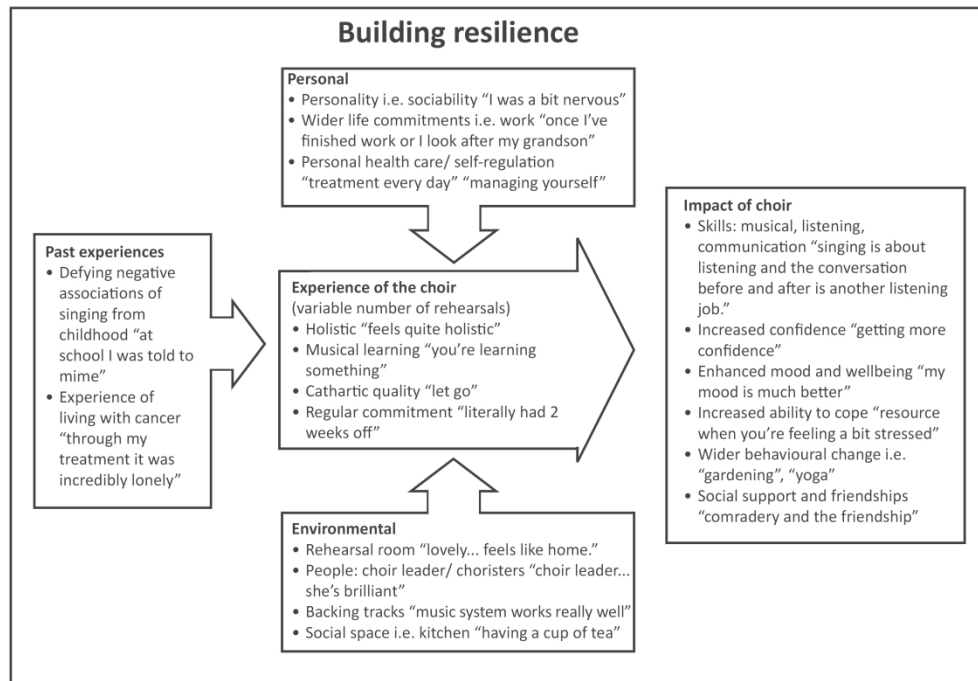 Building resilience
Personal
• Personality i.e. sociability “I was a bit nervous”
• Wider life commitments i.e. work “once I’ve
finished work or I look after my grandson”
• Personal health care/ self-regulation
“treatment every day” “managing yourself”
Past experiences
• Defying negative
associations of
singing from
childhood “at
school I was told to
mime”
• Experience of
living with cancer
“through my
treatment it was
incredibly lonely”
Experience of the choir
(variable number of rehearsals)
• Holistic “feels quite holistic”
• Musical learning “you’re learning
something”
• Cathartic quality “let go”
• Regular commitment “literally had 2
weeks off”
Environmental
• Rehearsal room “lovely... feels like home.”
• People: choir leader/ choristers “choir leader...
she’s brilliant”
• Backing tracks “music system works really well”
• Social space i.e. kitchen “having a cup of tea”
Impact of choir
• Skills: musical, listening,
communication “singing is about
listening and the conversation
before and after is another listening
job.”
• Increased confidence “getting more
confidence”
• Enhanced mood and wellbeing “my
mood is much better”
• Increased ability to cope “resource
when you’re feeling a bit stressed”
• Wider behavioural change i.e.
“gardening”, “yoga”
• Social support and friendships
“comradery and the friendship”